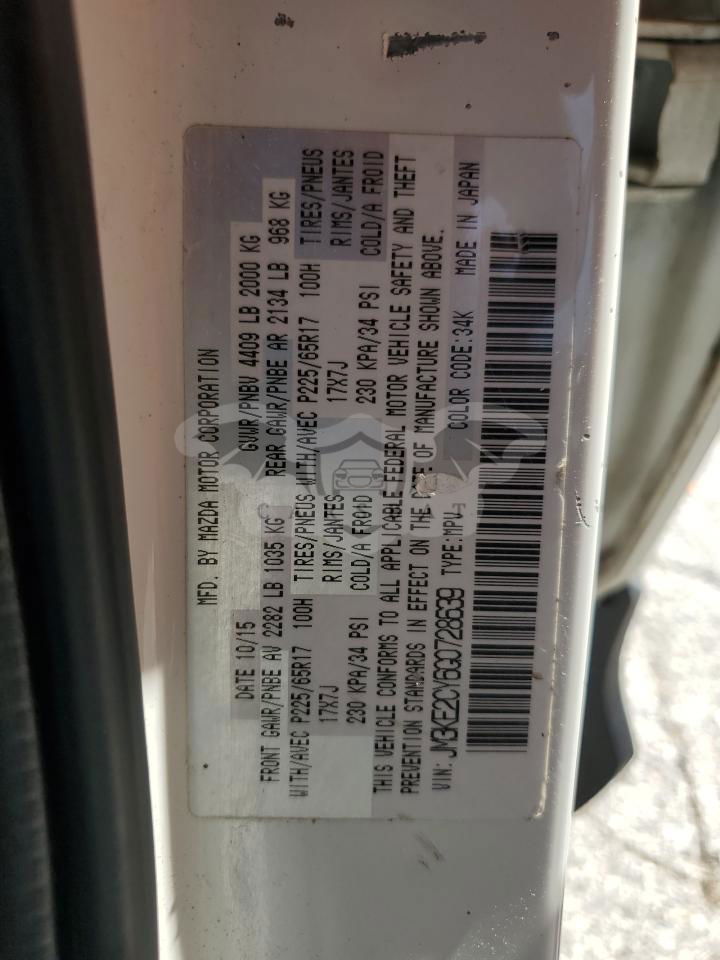 MFD. BY MAZDA MOTOR CORPORATION
DATE 10/15 GVWR/PNBV 4409 LB 2000 KG
FRONT GAWR/PNBE AV 2282 LB 1035 KG REAR GAWR/PNBE AR 2134 LB 968 KG
WITH/AVEC P225/65R17 100H TIRES/PNEUS WITH/AVEC P225/65R17 100H TIRES/PNEUS
17X7J RIMS/JANTES 17X7J RIMS/JANTES
230 KPA/34 PSI COLD/A FROID 230 KPA/34 PSI COLD/A FROID
THIS VEHICLE CONFORMS TO ALL APPLICABLE FEDERAL MOTOR VEHICLE SAFETY AND THEFT
PREVENTION STANDARDS IN EFFECT ON THE DATE OF MANUFACTURE SHOWN ABOVE.
VIN: JM3KE2CY6G0728639 TYPE: MPV COLOR CODE: 34K MADE IN JAPAN